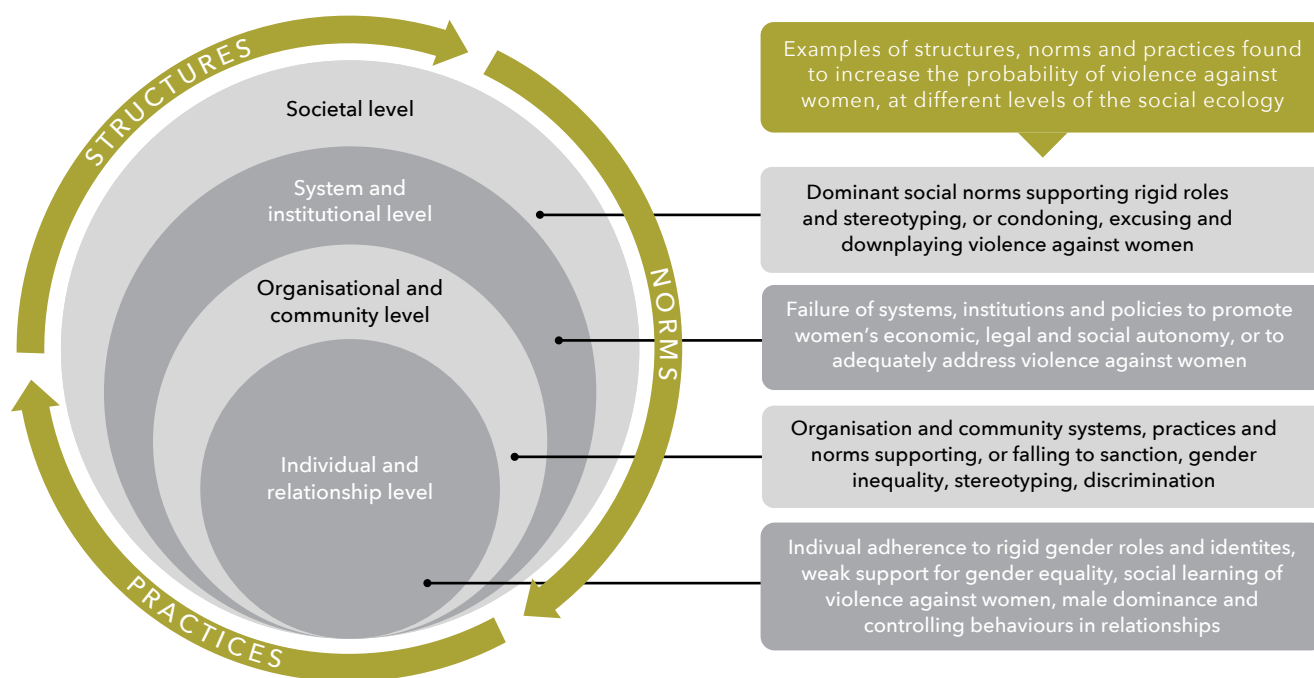 STRUCTURES
NORMS
PRACTICES
Societal level
System and
institutional level
Organisational and
community level
Individual and
relationship level
Examples of structures, norms and practices found
to increase the probability of violence against
women, at different levels of the social ecology
Dominant social norms supporting rigid roles
and stereotyping, or condoning, excusing and
downplaying violence against women
Failure of systems, institutions and policies to promote
women’s economic, legal and social autonomy, or to
adequately address violence against women
Organisation and community systems, practices and
norms supporting, or falling to sanction, gender
inequality, stereotyping, discrimination
Indivual adherence to rigid gender roles and identites,
weak support for gender equality, social learning of
violence against women, male dominance and
controlling behaviours in relationships